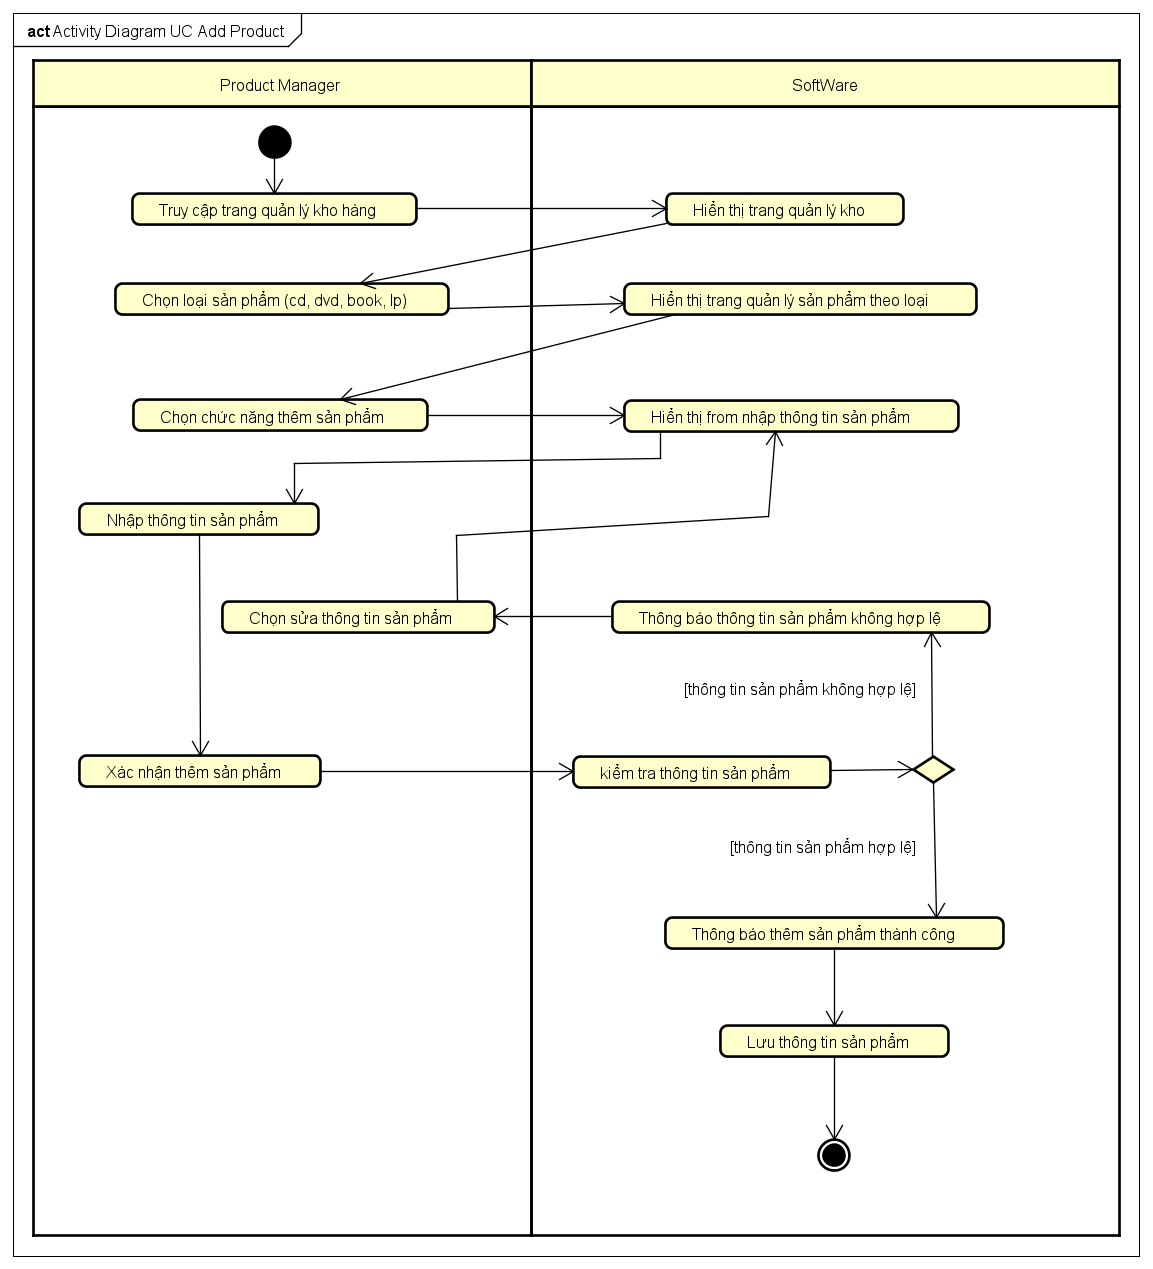 act Activity Diagram UC Add Product
Product Manager
SoftWare
Truy cập trang quản lý kho hàng
Hiển thị trang quản lý kho
Chọn loại sản phẩm (cd, dvd, book, lp)
Hiển thị trang quản lý sản phẩm theo loại
Chọn chức năng thêm sản phẩm
Hiển thị from nhập thông tin sản phẩm
Nhập thông tin sản phẩm
Chọn sửa thông tin sản phẩm
Thông báo thông tin sản phẩm không hợp lệ
[thông tin sản phẩm không hợp lệ]
Xác nhận thêm sản phẩm
kiểm tra thông tin sản phẩm
[thông tin sản phẩm hợp lệ]
Thông báo thêm sản phẩm thành công
Lưu thông tin sản phẩm